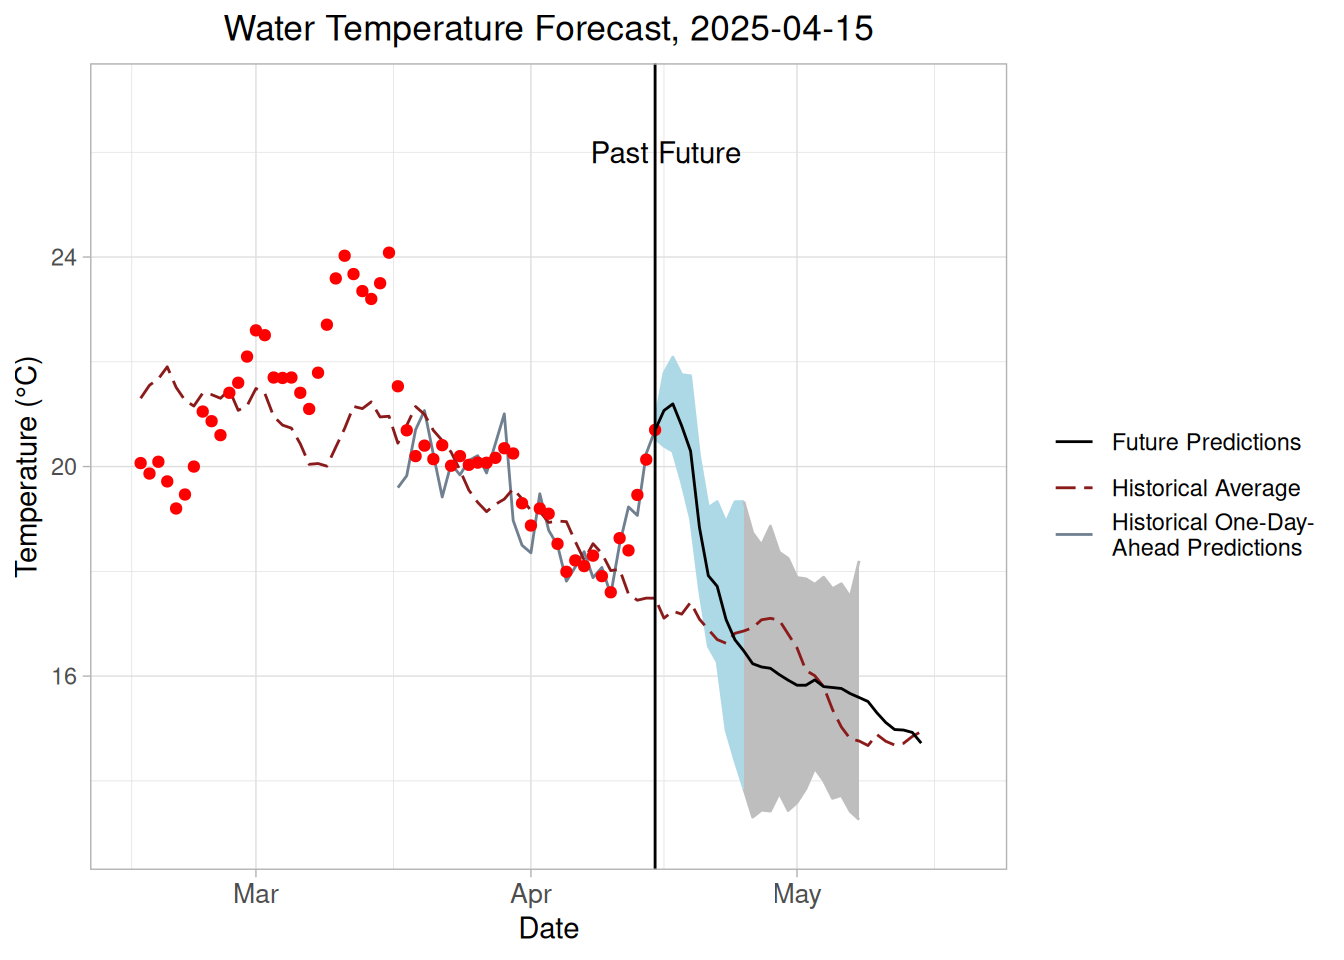 Water Temperature Forecast, 2025-04-15
Past Future
24
20
16
Temperature (°C)
Mar Apr May
Date
Future Predictions
Historical Average
Historical One-Day-
Ahead Predictions